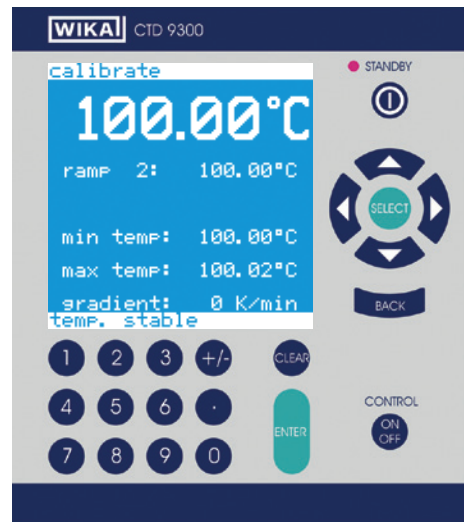 WIKA CTD 9300
calibrate
STANDBY
100.00°C
ramp 2: 100.00°C
SELECT
min temp: 100.00°C
max temp: 100.02°C
gradient: 0 K/min
temp. stable
BACK
1 2 3 +/- CLEAR
4 5 6 . ENTER
CONTROL
ON
OFF
7 8 9 0